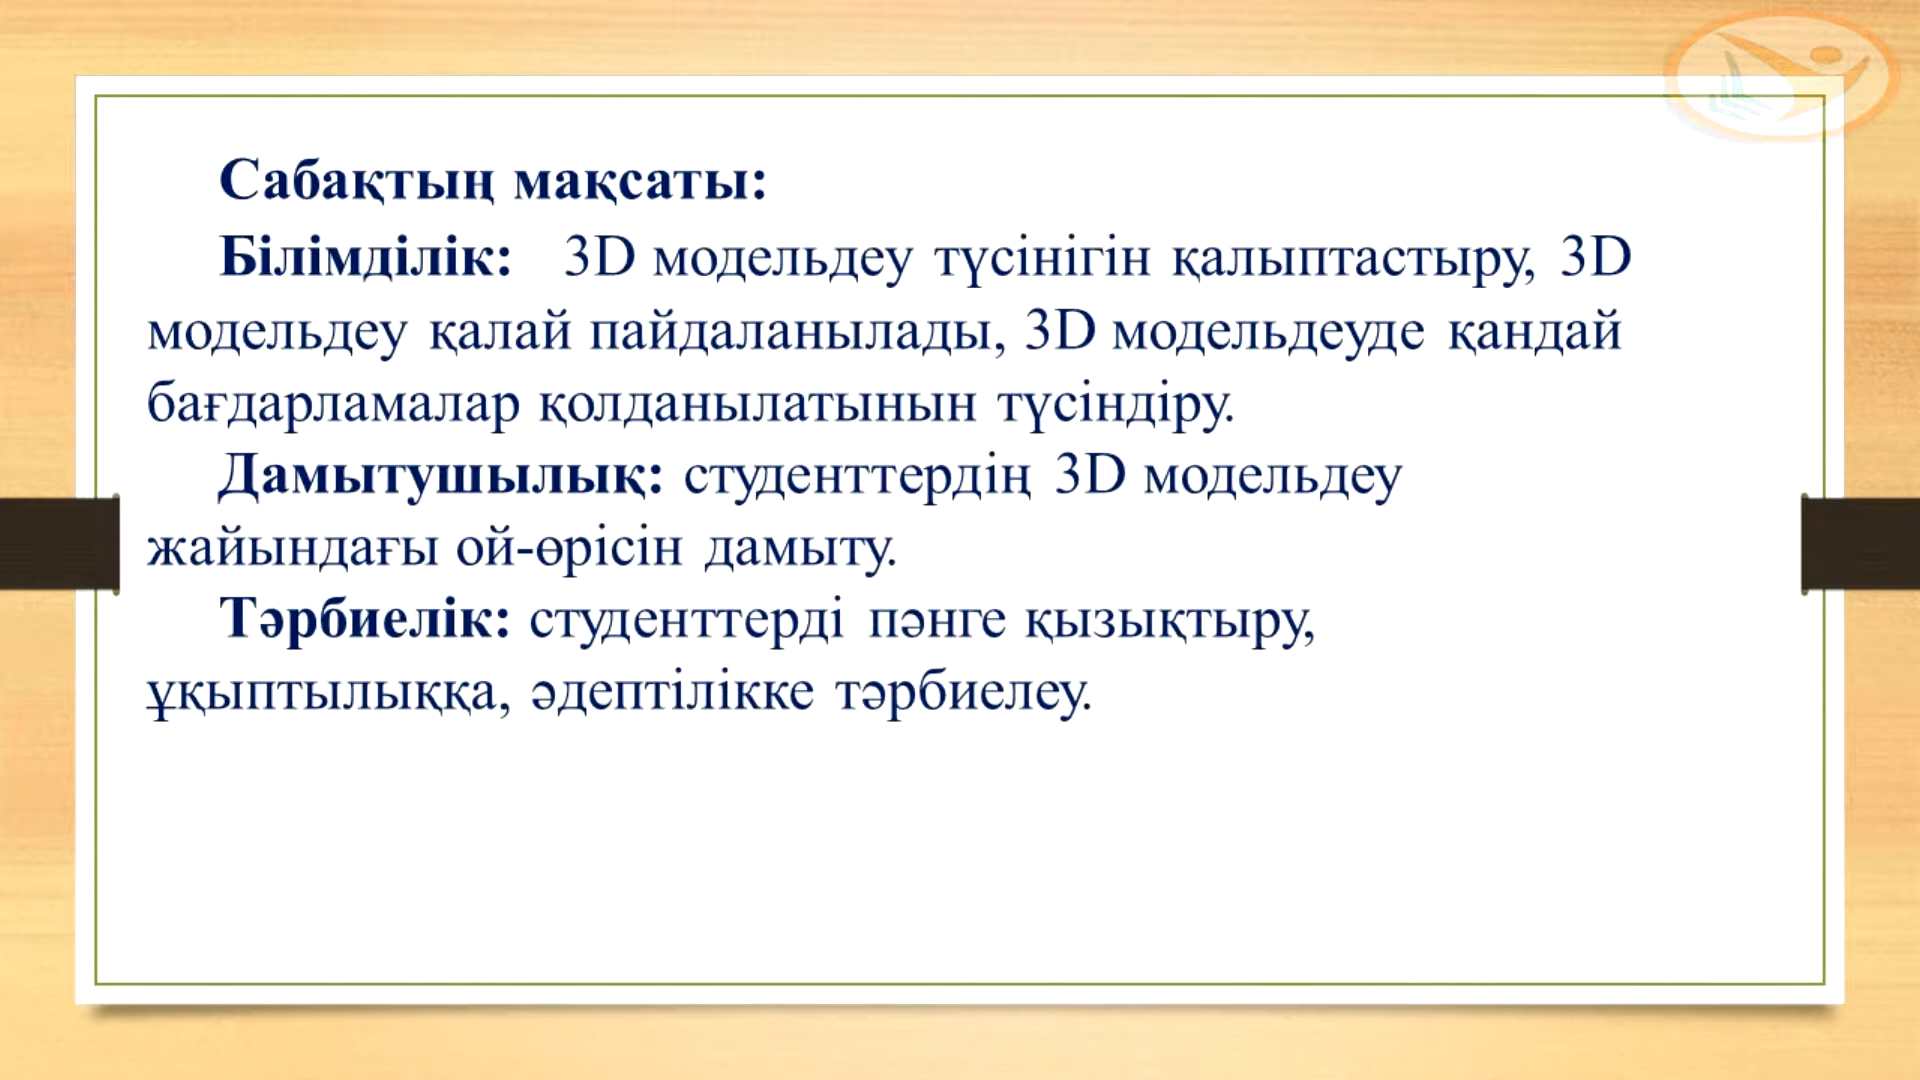 Сабақтың мақсаты:
Білімділік: 3D модельдеу түсінігін қалыптастыру, 3D
модельдеу қалай пайдаланылады, 3D модельдеуде қандай
бағдарламалар қолданылатынын түсіндіру.
Дамытушылық: студенттердің 3D модельдеу
жайындағы ой-өрісін дамыту.
Тәрбиелік: студенттерді пәнге қызықтыру,
ұқыптылыққа, әдептілікке тәрбиелеу.